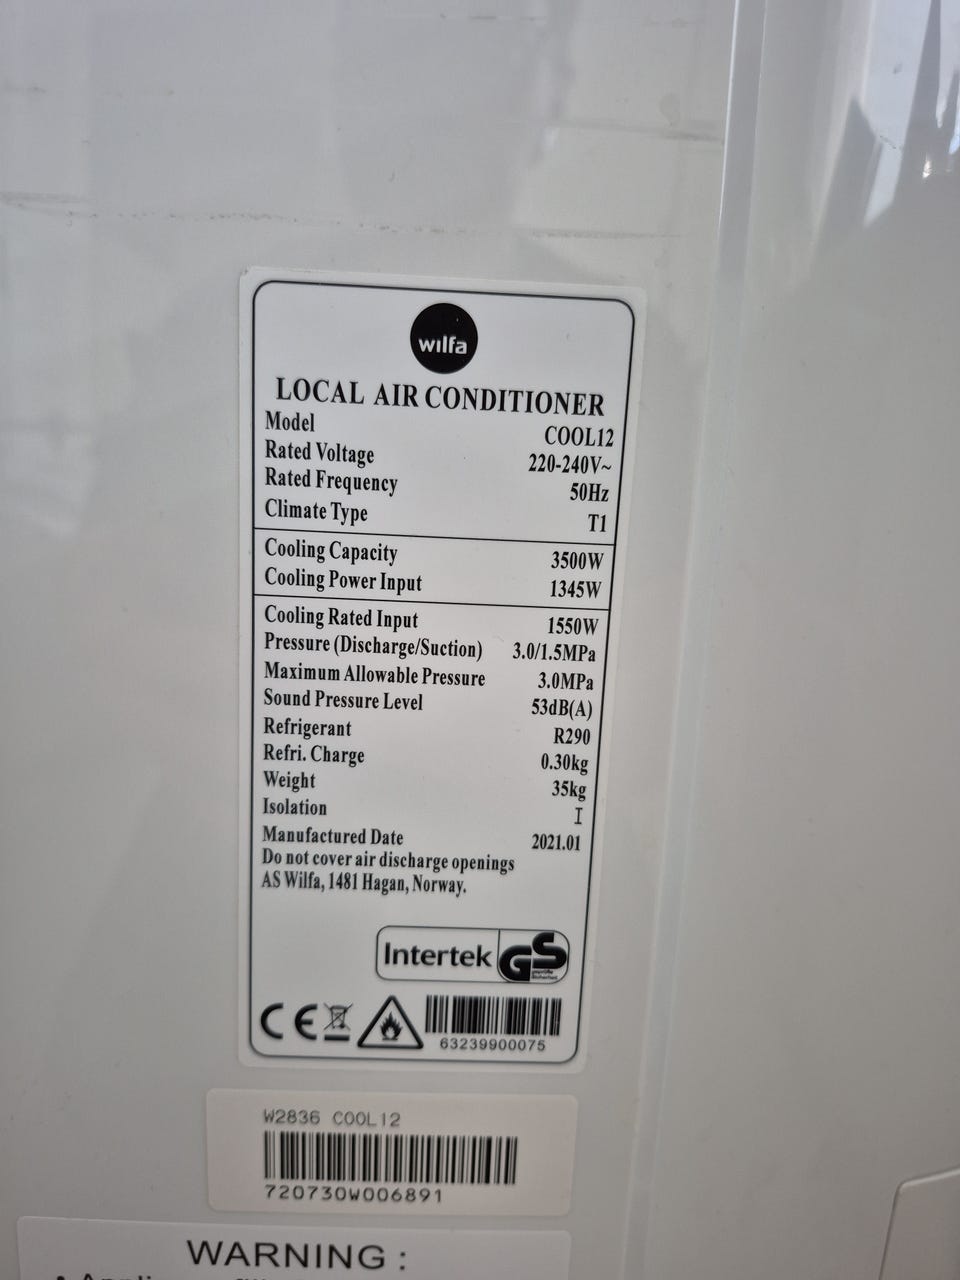 wilfa
LOCAL AIR CONDITIONER
Model COOL12
Rated Voltage 220-240V~
Rated Frequency 50Hz
Climate Type T1
Cooling Capacity 3500W
Cooling Power Input 1345W
Cooling Rated Input 1550W
Pressure (Discharge/Suction) 3.0/1.5MPa
Maximum Allowable Pressure 3.0MPa
Sound Pressure Level 53dB(A)
Refrigerant R290
Refri. Charge 0.30kg
Weight 35kg
Isolation I
Manufactured Date 2021.01
Do not cover air discharge openings
AS Wilfa, 1481 Hagan, Norway.
Intertek GS
CE 63239900075
W2836 COOL12
720730W006891
WARNING :